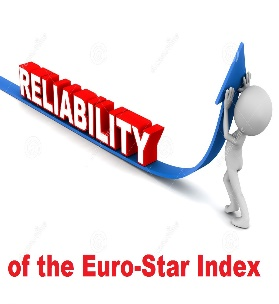 RELIABILITY
of the Euro-Star Index